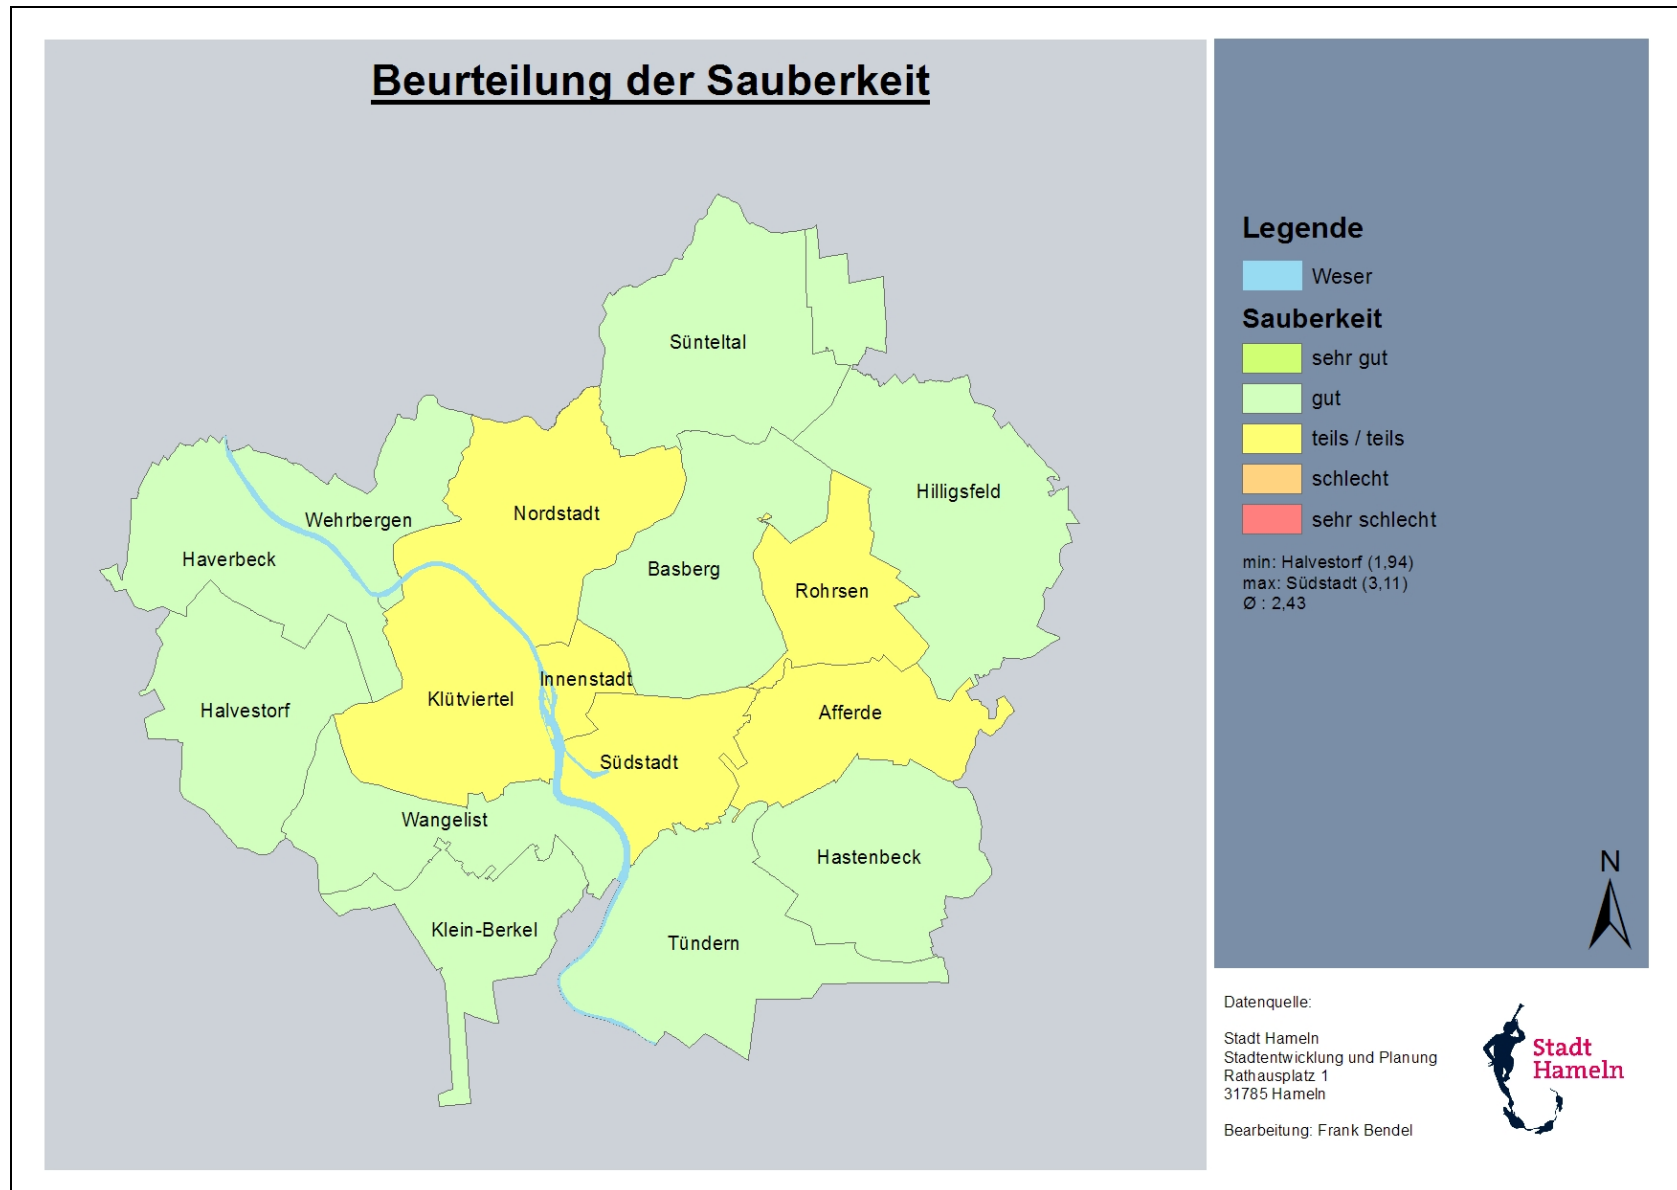 Beurteilung der Sauberkeit
Sünteltal
Hilligsfeld
Nordstadt
Wehrbergen
Haverbeck
Basberg
Rohrsen
Innenstadt
Klütviertel
Halvestorf
Afferde
Südstadt
Wangelist
Hastenbeck
Klein-Berkel
Tündern
Legende
Weser
Sauberkeit
sehr gut
gut
teils / teils
schlecht
sehr schlecht
min: Halvestorf (1,94)
max: Südstadt (3,11)
Ø : 2,43
N
Datenquelle:
Stadt Hameln
Stadtentwicklung und Planung
Rathausplatz 1
31785 Hameln
Bearbeitung: Frank Bendel
Stadt
Hameln